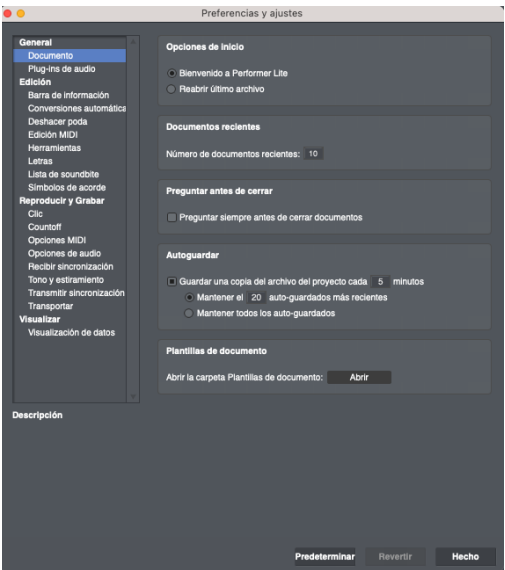 Preferencias y ajustes
General
Documento
Plug-ins de audio
Edición
Barra de información
Conversiones automática
Deshacer poda
Edición MIDI
Herramientas
Letras
Lista de soundbite
Símbolos de acorde
Reproducir y Grabar
Clic
Countoff
Opciones MIDI
Opciones de audio
Recibir sincronización
Tono y estiramiento
Transmitir sincronización
Transportar
Visualizar
Visualización de datos
Opciones de inicio
Bienvenido a Performer Lite
Reabrir último archivo
Documentos recientes
Número de documentos recientes: 10
Preguntar antes de cerrar
Preguntar siempre antes de cerrar documentos
Autoguardar
Guardar una copia del archivo del proyecto cada 5 minutos
Mantener el 20 auto-guardados más recientes
Mantener todos los auto-guardados
Plantillas de documento
Abrir la carpeta Plantillas de documento: Abrir
Descripción
Predeterminar Revertir Hecho